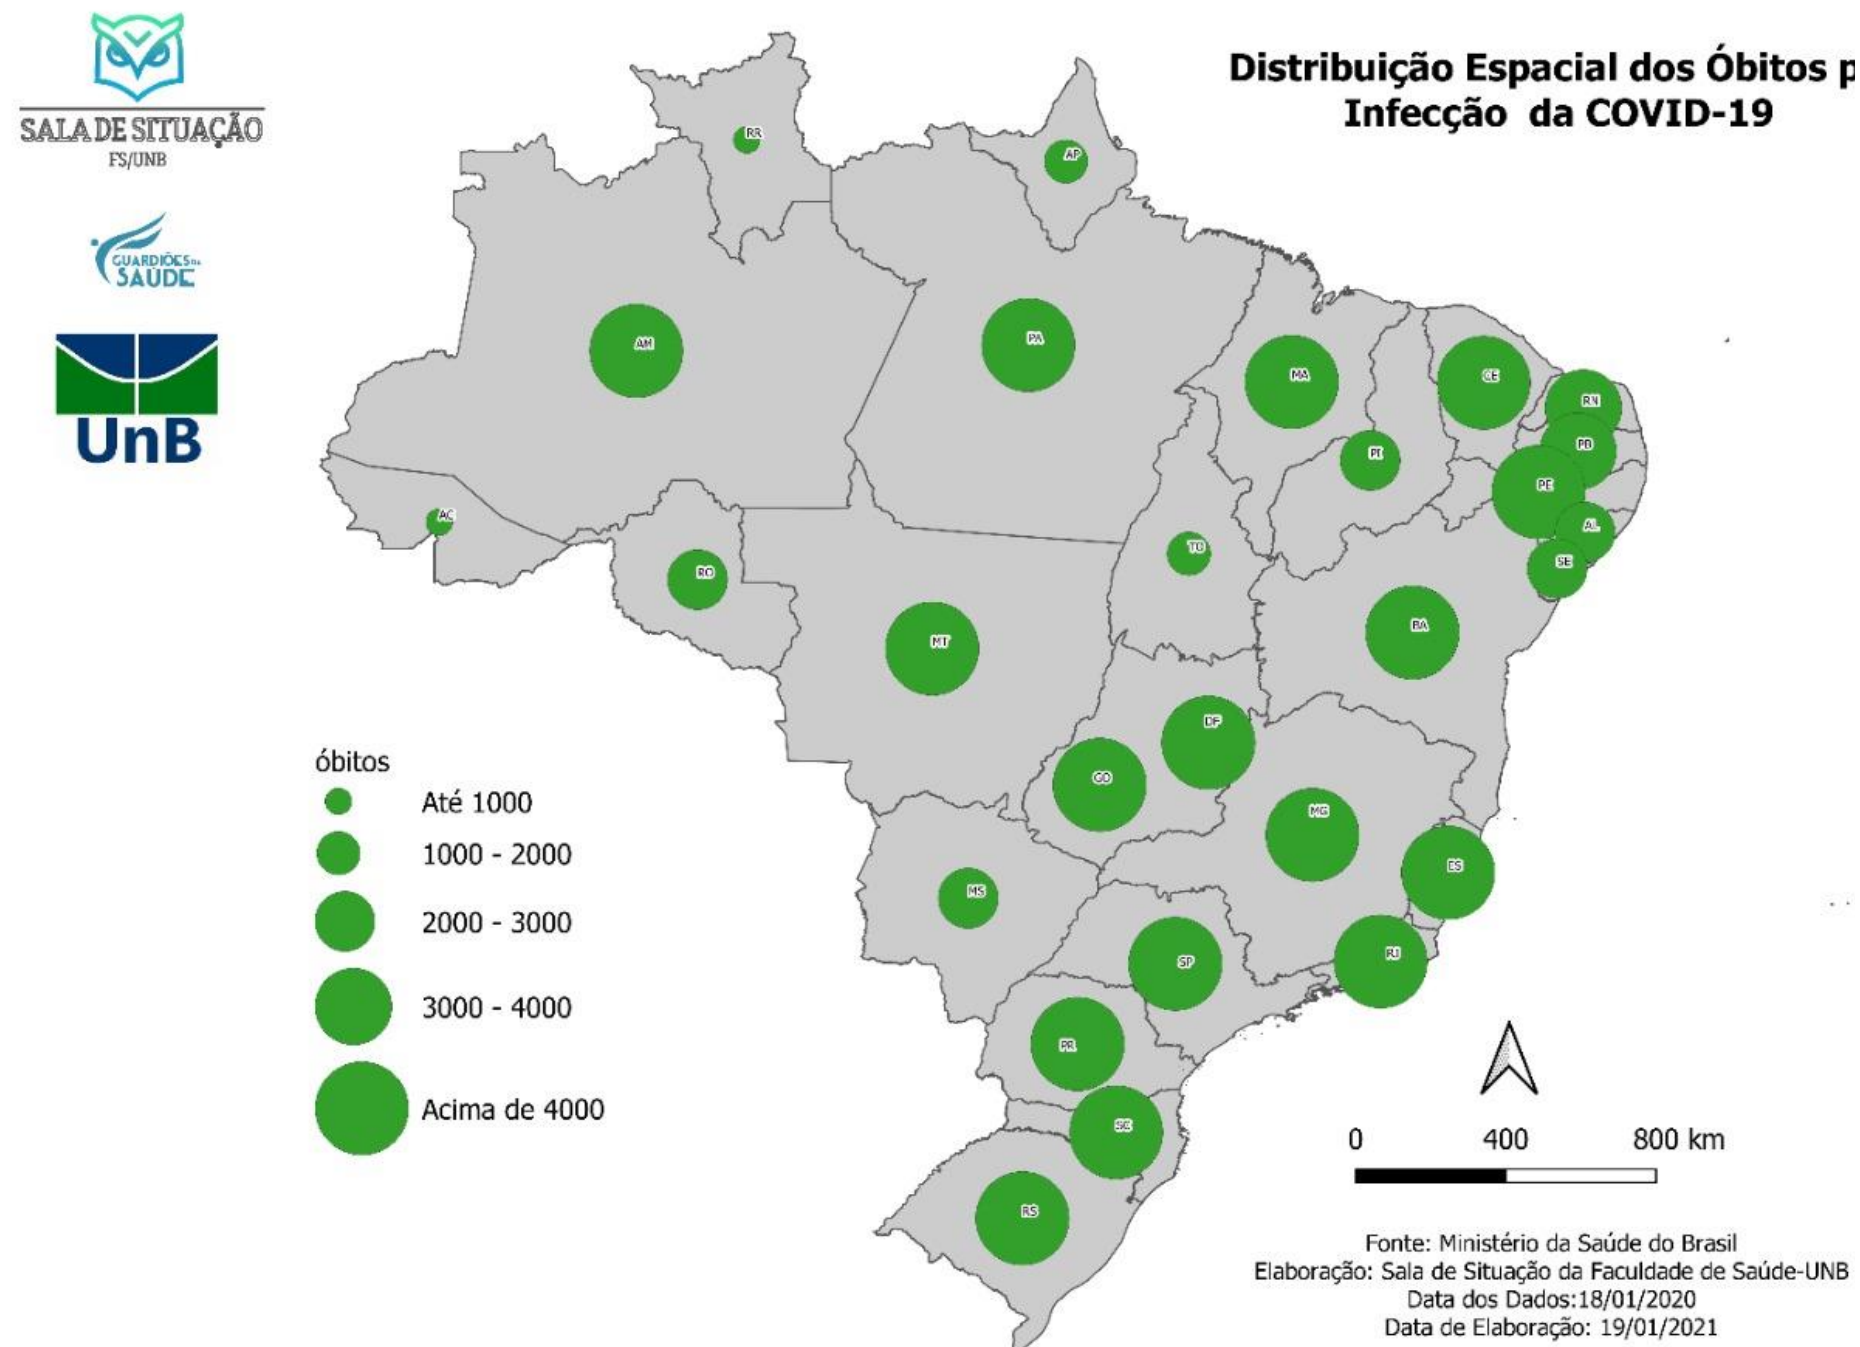 SALA DE SITUAÇÃO
FS/UNB
GUARDIÕES DA
SAÚDE
UnB
Distribuição Espacial dos Óbitos p
Infecção da COVID-19
RR
AP
AM
PA
MA
CE
RN
PI
PB
PE
AC
AL
TO
SE
RO
BA
MT
DF
GO
MG
ES
MS
RJ
SP
PR
SC
RS
óbitos
Até 1000
1000 - 2000
2000 - 3000
3000 - 4000
Acima de 4000
0 400 800 km
Fonte: Ministério da Saúde do Brasil
Elaboração: Sala de Situação da Faculdade de Saúde-UNB
Data dos Dados:18/01/2020
Data de Elaboração: 19/01/2021